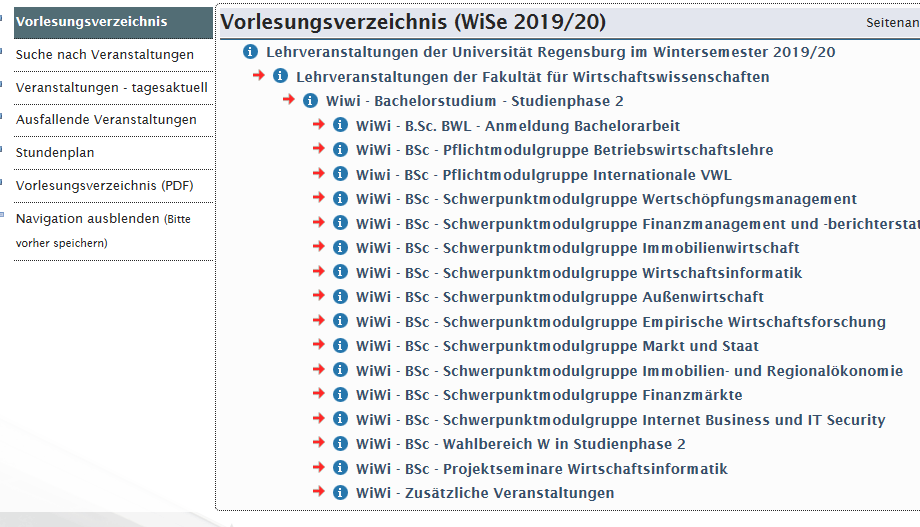 Vorlesungsverzeichnis
Suche nach Veranstaltungen
Veranstaltungen - tagesaktuell
Ausfallende Veranstaltungen
Stundenplan
Vorlesungsverzeichnis (PDF)
Navigation ausblenden (Bitte
vorher speichern)
Vorlesungsverzeichnis (WiSe 2019/20)
Seitenan
Lehrveranstaltungen der Universität Regensburg im Wintersemester 2019/20
Lehrveranstaltungen der Fakultät für Wirtschaftswissenschaften
Wiwi - Bachelorstudium - Studienphase 2
WiWi - B.Sc. BWL - Anmeldung Bachelorarbeit
WiWi - BSc - Pflichtmodulgruppe Betriebswirtschaftslehre
WiWi - BSc - Pflichtmodulgruppe Internationale VWL
WiWi - BSc - Schwerpunktmodulgruppe Wertschöpfungsmanagement
WiWi - BSc - Schwerpunktmodulgruppe Finanzmanagement und -berichterstat
WiWi - BSc - Schwerpunktmodulgruppe Immobilienwirtschaft
WiWi - BSc - Schwerpunktmodulgruppe Wirtschaftsinformatik
WiWi - BSc - Schwerpunktmodulgruppe Außenwirtschaft
WiWi - BSc - Schwerpunktmodulgruppe Empirische Wirtschaftsforschung
WiWi - BSc - Schwerpunktmodulgruppe Markt und Staat
WiWi - BSc - Schwerpunktmodulgruppe Immobilien- und Regionalökonomie
WiWi - BSc - Schwerpunktmodulgruppe Finanzmärkte
WiWi - BSc - Schwerpunktmodulgruppe Internet Business und IT Security
WiWi - BSc - Wahlbereich W in Studienphase 2
WiWi - BSc - Projektseminare Wirtschaftsinformatik
WiWi - Zusätzliche Veranstaltungen